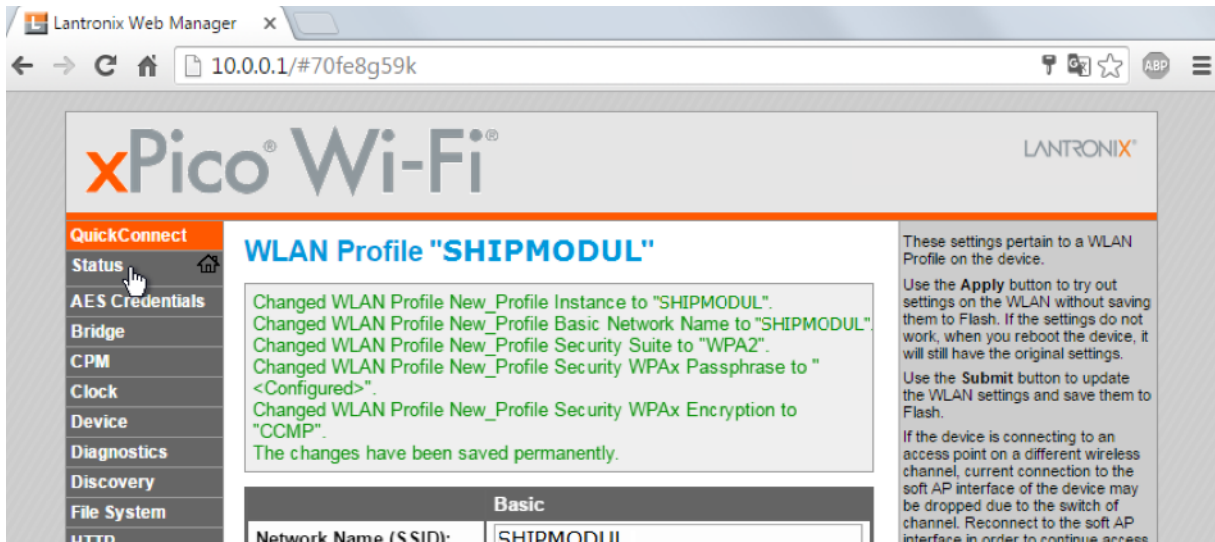 Lantronix Web Manager
10.0.0.1/#70fe8g59k
ABP
xPico® Wi-Fi®
LANTRONIX®
QuickConnect
Status
AES Credentials
Bridge
CPM
Clock
Device
Diagnostics
Discovery
File System
HTTP
WLAN Profile "SHIPMODUL"
Changed WLAN Profile New_Profile Instance to "SHIPMODUL".
Changed WLAN Profile New_Profile Basic Network Name to "SHIPMODUL".
Changed WLAN Profile New_Profile Security Suite to "WPA2".
Changed WLAN Profile New_Profile Security WPAx Passphrase to "
<Configured>".
Changed WLAN Profile New_Profile Security WPAx Encryption to
"CCMP".
The changes have been saved permanently.
Basic
Network Name (SSID): SHIPMODUL
These settings pertain to a WLAN
Profile on the device.
Use the Apply button to try out
settings on the WLAN without saving
them to Flash. If the settings do not
work, when you reboot the device, it
will still have the original settings.
Use the Submit button to update
the WLAN settings and save them to
Flash.
If the device is connecting to an
access point on a different wireless
channel, current connection to the
soft AP interface of the device may
be dropped due to the switch of
channel. Reconnect to the soft AP
interface in order to continue access